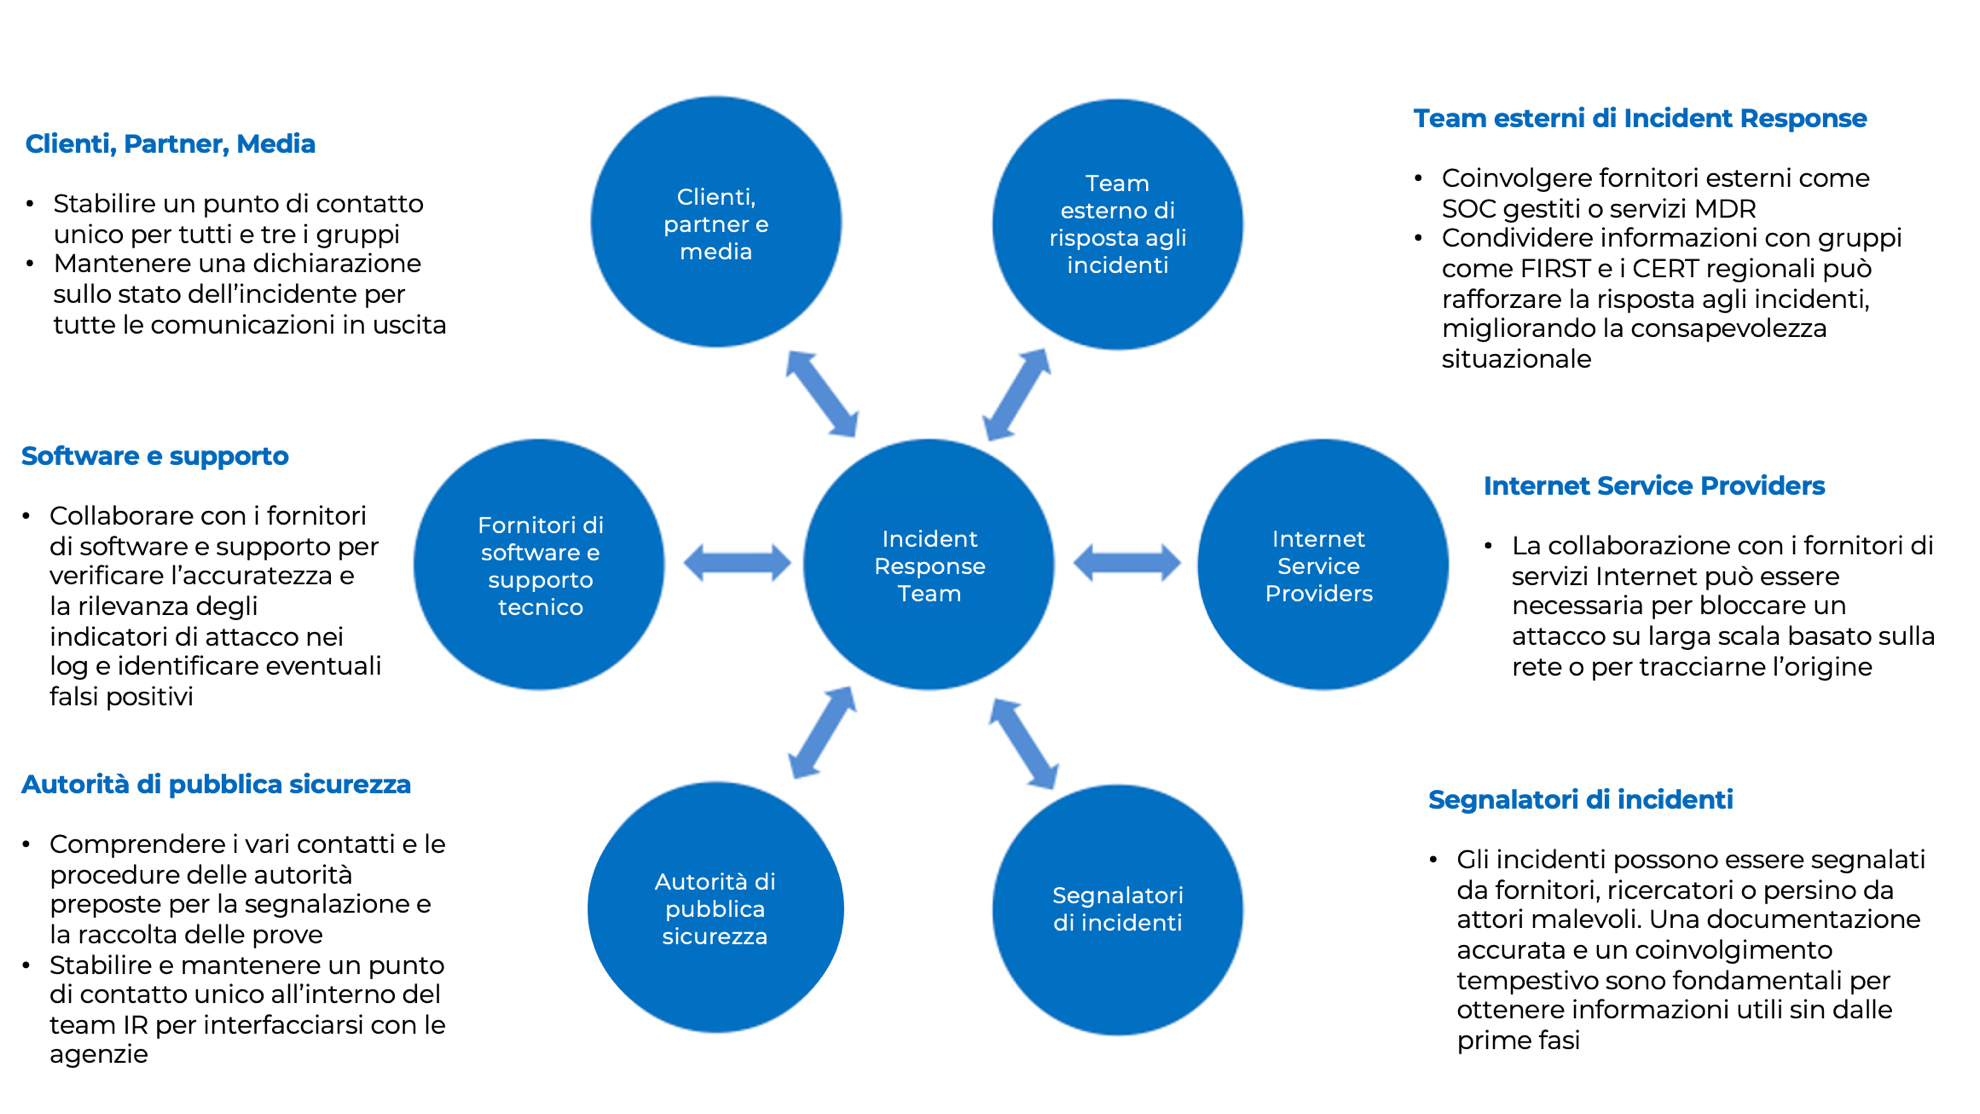 Clienti, Partner, Media
• Stabilire un punto di contatto
unico per tutti e tre i gruppi
• Mantenere una dichiarazione
sullo stato dell’incidente per
tutte le comunicazioni in uscita
Clienti,
partner e
media
Team
esterno di
risposta agli
incidenti
Team esterni di Incident Response
• Coinvolgere fornitori esterni come
SOC gestiti o servizi MDR
• Condividere informazioni con gruppi
come FIRST e i CERT regionali può
rafforzare la risposta agli incidenti,
migliorando la consapevolezza
situazionale
Software e supporto
• Collaborare con i fornitori
di software e supporto per
verificare l’accuratezza e
la rilevanza degli
indicatori di attacco nei
log e identificare eventuali
falsi positivi
Fornitori di
software e
supporto
tecnico
Incident
Response
Team
Internet
Service
Providers
Internet Service Providers
• La collaborazione con i fornitori di
servizi Internet può essere
necessaria per bloccare un
attacco su larga scala basato sulla
rete o per tracciarne l’origine
Autorità di pubblica sicurezza
• Comprendere i vari contatti e le
procedure delle autorità
preposte per la segnalazione e
la raccolta delle prove
• Stabilire e mantenere un punto
di contatto unico all’interno del
team IR per interfacciarsi con le
agenzie
Autorità di
pubblica
sicurezza
Segnalatori
di incidenti
Segnalatori di incidenti
• Gli incidenti possono essere segnalati
da fornitori, ricercatori o persino da
attori malevoli. Una documentazione
accurata e un coinvolgimento
tempestivo sono fondamentali per
ottenere informazioni utili sin dalle
prime fasi